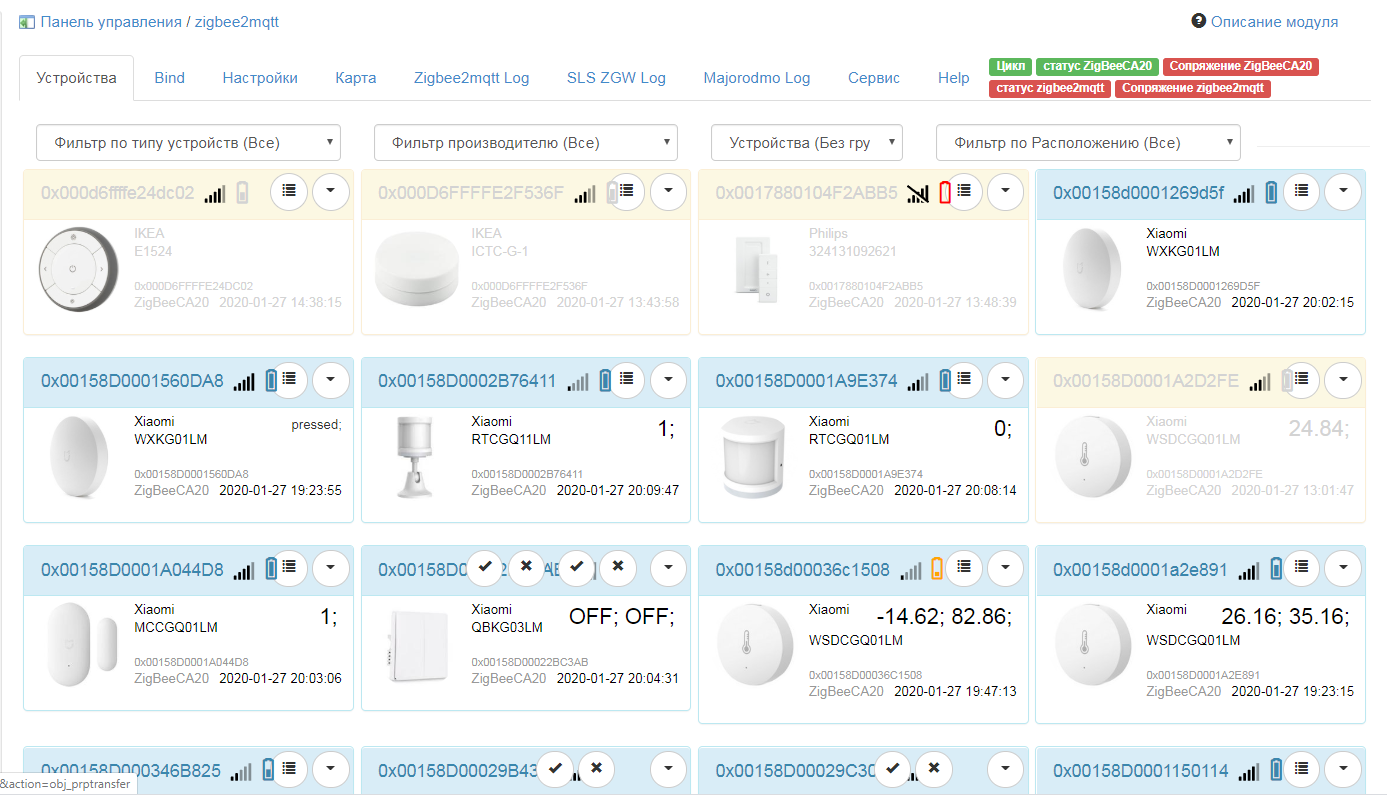 Панель управления / zigbee2mqtt
Описание модуля
Устройства Bind Настройки Карта Zigbee2mqtt Log SLS ZGW Log Majorodmo Log Сервис Help
Цикл статус ZigBeeCA20 Сопряжение ZigBeeCA20
статус zigbee2mqtt Сопряжение zigbee2mqtt
Фильтр по типу устройств (Все) Фильтр производителю (Все) Устройства (Без гру Фильтр по Расположению (Все)
0x000d6ffffe24dc02
IKEA
E1524
0x000D6FFFFE24DC02
ZigBeeCA20 2020-01-27 14:38:15
0x000D6FFFFE2F536F
IKEA
ICTC-G-1
0x000D6FFFFE2F536F
ZigBeeCA20 2020-01-27 13:43:58
0x0017880104F2ABB5
Philips
324131092621
0x0017880104F2ABB5
ZigBeeCA20 2020-01-27 13:48:39
0x00158d0001269d5f
Xiaomi
WXKG01LM
0x00158D0001269D5F
ZigBeeCA20 2020-01-27 20:02:15
0x00158D0001560DA8
Xiaomi pressed;
WXKG01LM
0x00158D0001560DA8
ZigBeeCA20 2020-01-27 19:23:55
0x00158D0002B76411
Xiaomi 1;
RTCGQ11LM
0x00158D0002B76411
ZigBeeCA20 2020-01-27 20:09:47
0x00158D0001A9E374
Xiaomi 0;
RTCGQ01LM
0x00158D0001A9E374
ZigBeeCA20 2020-01-27 20:08:14
0x00158D0001A2D2FE
Xiaomi 24.84;
WSDCGQ01LM
0x00158D0001A2D2FE
ZigBeeCA20 2020-01-27 13:01:47
0x00158D0001A044D8
Xiaomi 1;
MCCGQ01LM
0x00158D0001A044D8
ZigBeeCA20 2020-01-27 20:03:06
Xiaomi OFF; OFF;
QBKG03LM
0x00158D00022BC3AB
ZigBeeCA20 2020-01-27 20:04:31
0x00158d00036c1508
Xiaomi -14.62; 82.86;
WSDCGQ01LM
0x00158D00036C1508
ZigBeeCA20 2020-01-27 19:47:13
0x00158d0001a2e891
Xiaomi 26.16; 35.16;
WSDCGQ01LM
0x00158D0001A2E891
ZigBeeCA20 2020-01-27 19:23:15
0x00158D000346B825
0x00158D00029B43
0x00158D00029C30
0x00158D0001150114
&action=obj_prptransfer